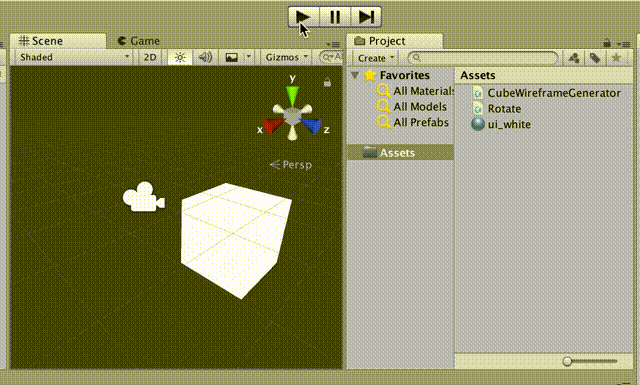 Scene
Game
Project
Shaded
2D
Gizmos
Create
Favorites
All Materials
All Models
All Prefabs
Assets
Assets
CubeWireframeGenerator
Rotate
ui_white
y
x
z
Persp